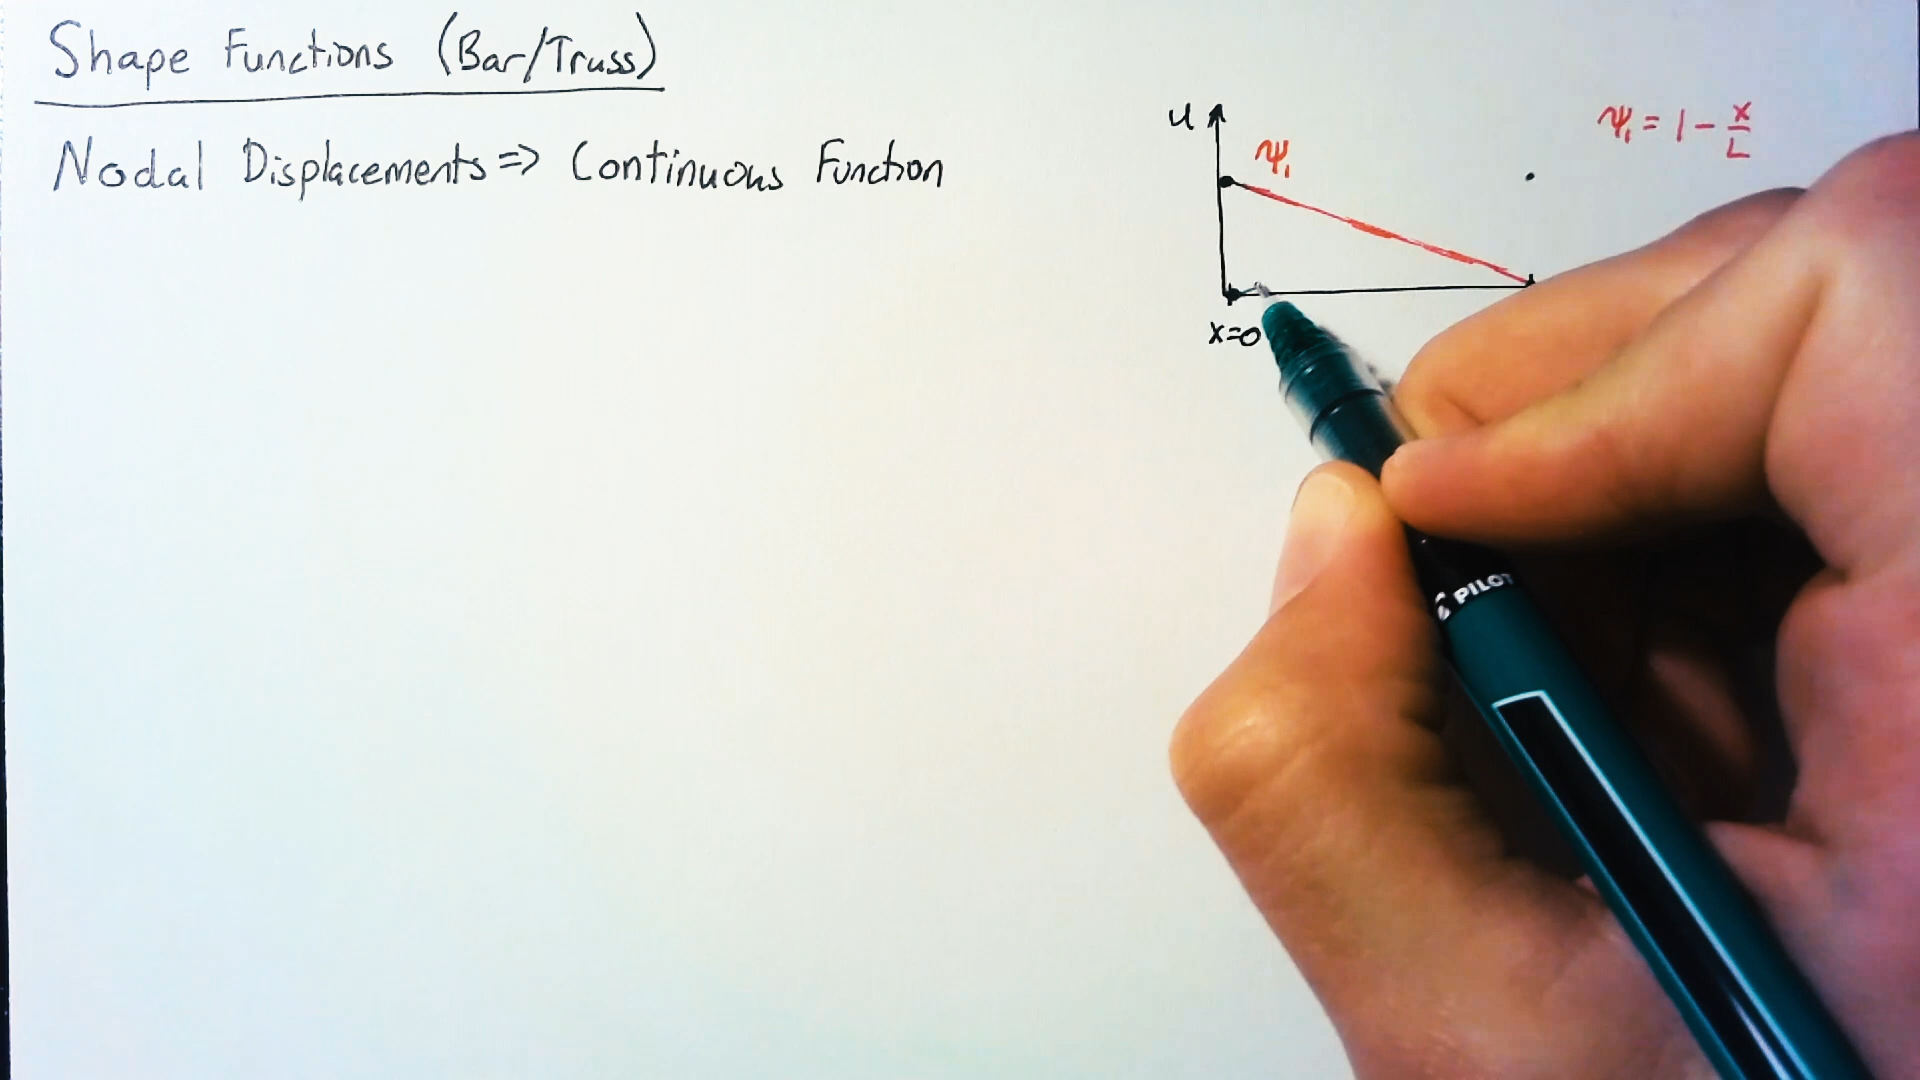 Shape Functions (Bar/Truss)
Nodal Displacements => Continuous Function
u
ψ₁
ψ₁ = 1 - x/L
x=0
PILOT